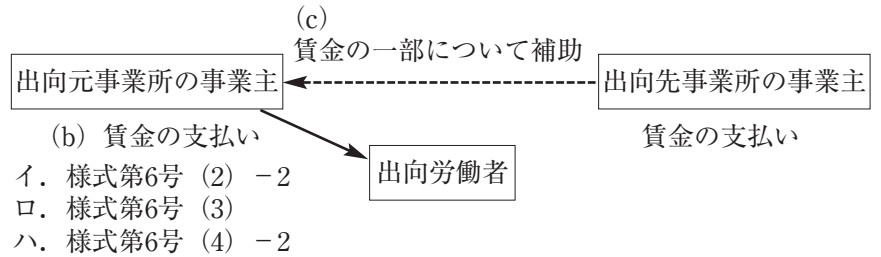 (c)
賃金の一部について補助
出向元事業所の事業主
出向先事業所の事業主
(b) 賃金の支払い
賃金の支払い
出向労働者
イ．様式第6号（2）－2
ロ．様式第6号（3）
ハ．様式第6号（4）－2